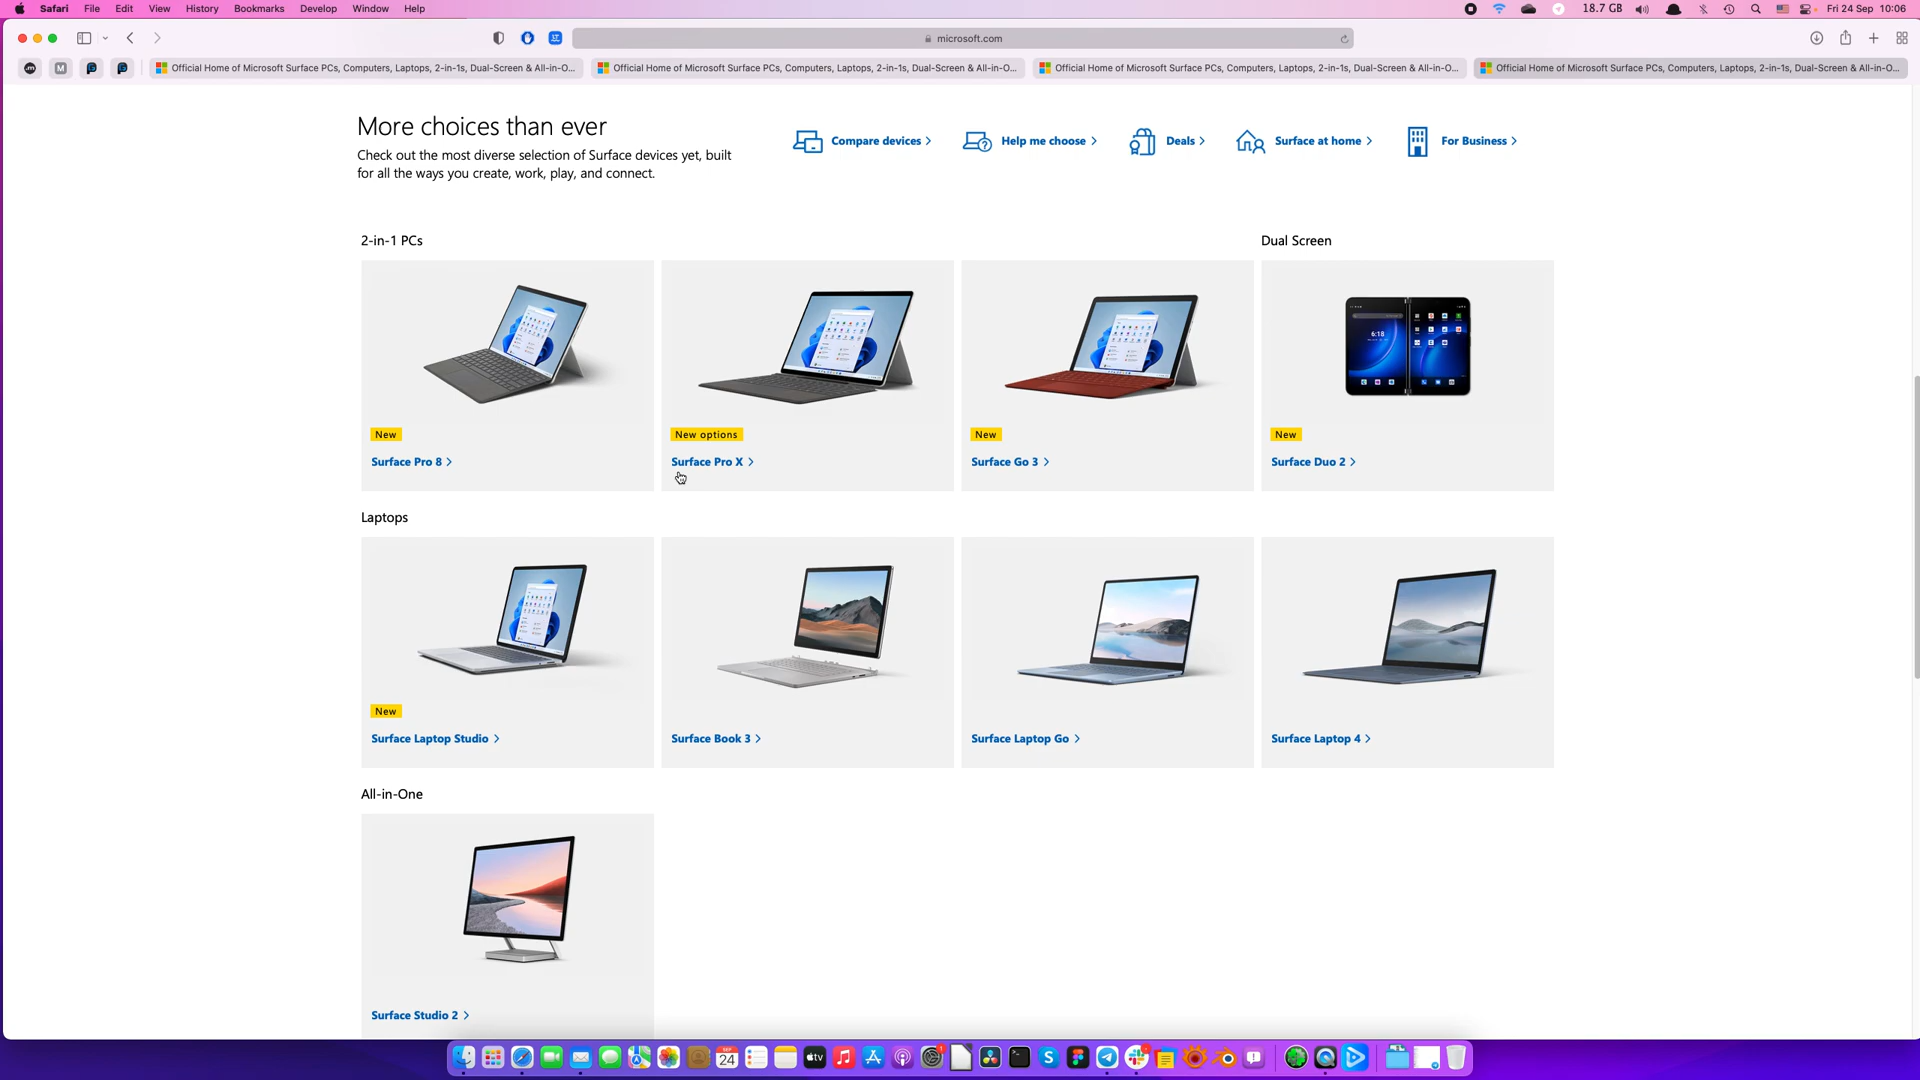 Safari File Edit View History Bookmarks Develop Window Help 18.7 GB Fri 24 Sep 10:06
microsoft.com
M Official Home of Microsoft Surface PCs, Computers, Laptops, 2-in-1s, Dual-Screen & All-in-O... Official Home of Microsoft Surface PCs, Computers, Laptops, 2-in-1s, Dual-Screen & All-in-O... Official Home of Microsoft Surface PCs, Computers, Laptops, 2-in-1s, Dual-Screen & All-in-O... Official Home of Microsoft Surface PCs, Computers, Laptops, 2-in-1s, Dual-Screen & All-in-O...
More choices than ever
Check out the most diverse selection of Surface devices yet, built
for all the ways you create, work, play, and connect.
Compare devices > Help me choose > Deals > Surface at home > For Business >
2-in-1 PCs Dual Screen
6:18
New New options New New
Surface Pro 8 > Surface Pro X > Surface Go 3 > Surface Duo 2 >
Laptops
New
Surface Laptop Studio > Surface Book 3 > Surface Laptop Go > Surface Laptop 4 >
All-in-One
Surface Studio 2 >
SEP
24
tv